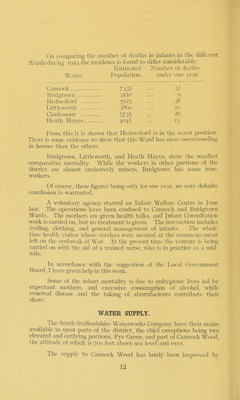 On comparing the number of deaths in infants in the different
Wards during 1914 the incidence is found to differ considerably.
Estimated Number of deaths
Ward. Population. under one year.
Cannock 7335 32
Bridgtown 3230 9
Hednesford 5525 38
Littleworth 3860 10
Chadsmoor 5235 26
Heath Hayes 4045 13
From this it is shown that Hednesford is in the worst position.
There is some evidence to show that this Ward has more overcrowding
in houses than the others.
Bridgtown, Littleworth, and Heath Hayes, show the smallest
comparative mortality. While the workers in other portions of the
district are almost exclusively miners, Bridgtown has some iron-
workers.
Of course, these figures being only for one year, no very definite
conclusion is warranted.
A voluntary agency started an Infant Welfare Centre in June
last. The operations have been confined to Cannock and Bridgtown
Wards. The mothers are given health talks, and Infant Consultation
work is carried on, but no treatment is given. The instruction includes
feeding, clothing, and general management of infants. The whole
time health visitor whose services were secured at the commencement
left on the outbreak of War. At the present time the venture is being
carried on with the aid of a trained nurse, who is in practice as a mid-
wife.
In accordance with the suggestion of the Local Government
Board, I have given help in this work.
Some of the infant mortality is due to unhygienic lives led by
expectant mothers, and excessive consumption of alcohol, while
venereal disease and the taking of abortifacients contribute their
share.
WATER SUPPLY.
The South Staffordshire Waterworks Company have their mains
available in most parts of the district, the chief exceptions being two
elevated and outlying portions, Pye Green, and part of Cannock Wood,
the altitude of which is 700 feet above sea level and over.
The supply to Cannock Wood has lately been improved by
12